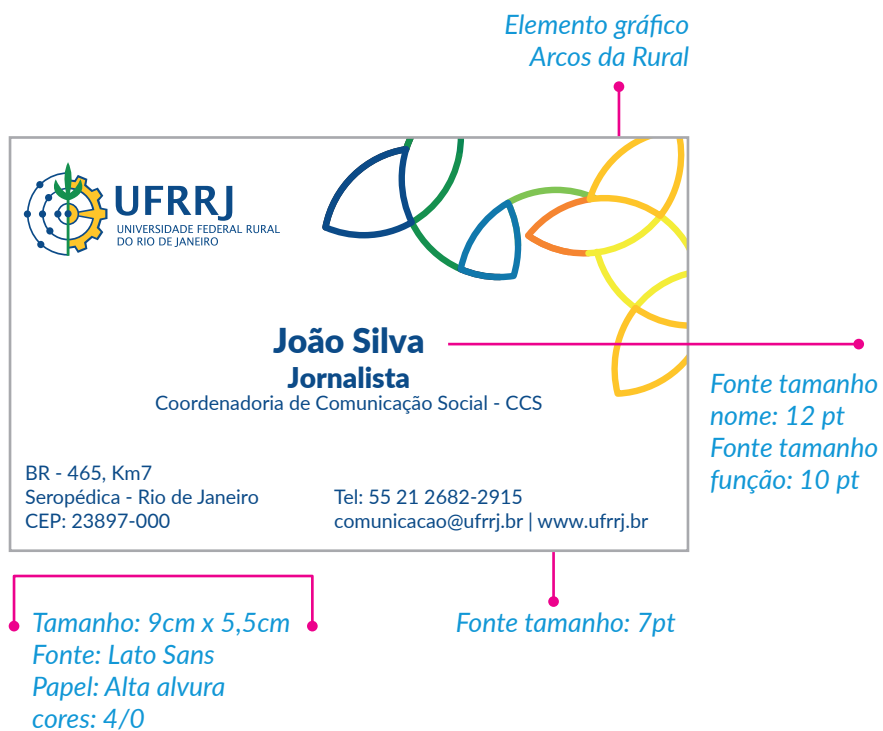 Elemento gráfico
Arcos da Rural
UFRRJ
UNIVERSIDADE FEDERAL RURAL
DO RIO DE JANEIRO
João Silva
Jornalista
Coordenadoria de Comunicação Social - CCS
Fonte tamanho
nome: 12 pt
Fonte tamanho
função: 10 pt
BR - 465, Km7
Seropédica - Rio de Janeiro
CEP: 23897-000
Tel: 55 21 2682-2915
comunicacao@ufrrj.br | www.ufrrj.br
Tamanho: 9cm x 5,5cm
Fonte: Lato Sans
Papel: Alta alvura
cores: 4/0
Fonte tamanho: 7pt